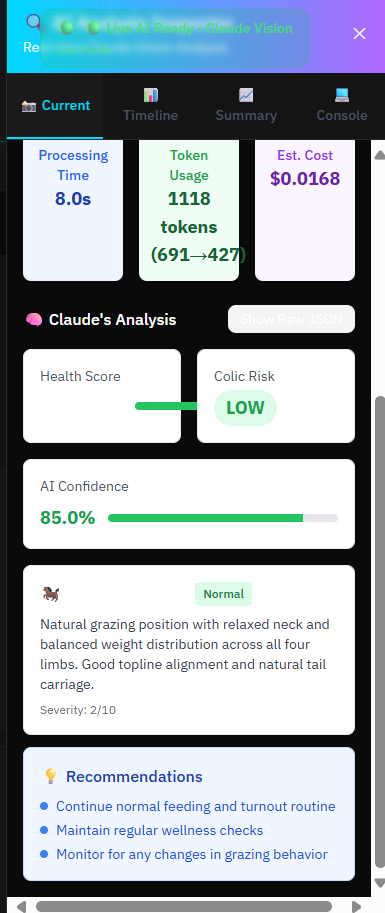 Live AI Ready - Claude Vision
Current
Timeline
Summary
Console
Processing
Time
8.0s
Token
Usage
1118
tokens
(691→427)
Est. Cost
$0.0168
Claude's Analysis
Show Raw JSON
Health Score
Colic Risk
LOW
AI Confidence
85.0%
Normal
Natural grazing position with relaxed neck and
balanced weight distribution across all four
limbs. Good topline alignment and natural tail
carriage.
Severity: 2/10
Recommendations
Continue normal feeding and turnout routine
Maintain regular wellness checks
Monitor for any changes in grazing behavior